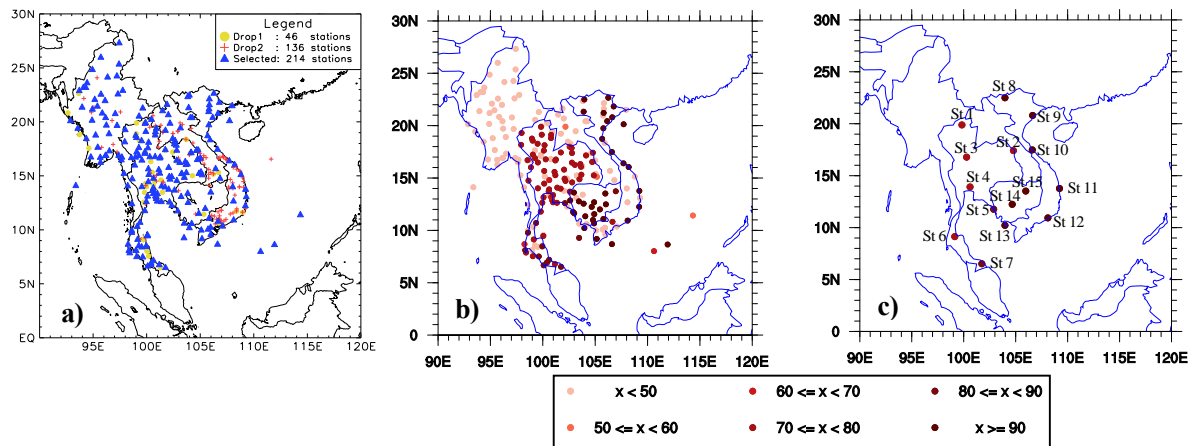 Legend
Drop1 : 46 stations
Drop2 : 136 stations
Selected: 214 stations
30N
25N
20N
15N
10N
5N
EQ
95E 100E 105E 110E 115E 120E
a)
30N
25N
20N
15N
10N
5N
0
90E 95E 100E 105E 110E 115E 120E
b)
30N
25N
20N
15N
10N
5N
0
90E 95E 100E 105E 110E 115E 120E
St 8
St 9
St 1
St 2
St 10
St 3
St 4
St 15
St 11
St 14
St 5
St 12
St 13
St 6
St 7
c)
x < 50
60 <= x < 70
80 <= x < 90
50 <= x < 60
70 <= x < 80
x >= 90